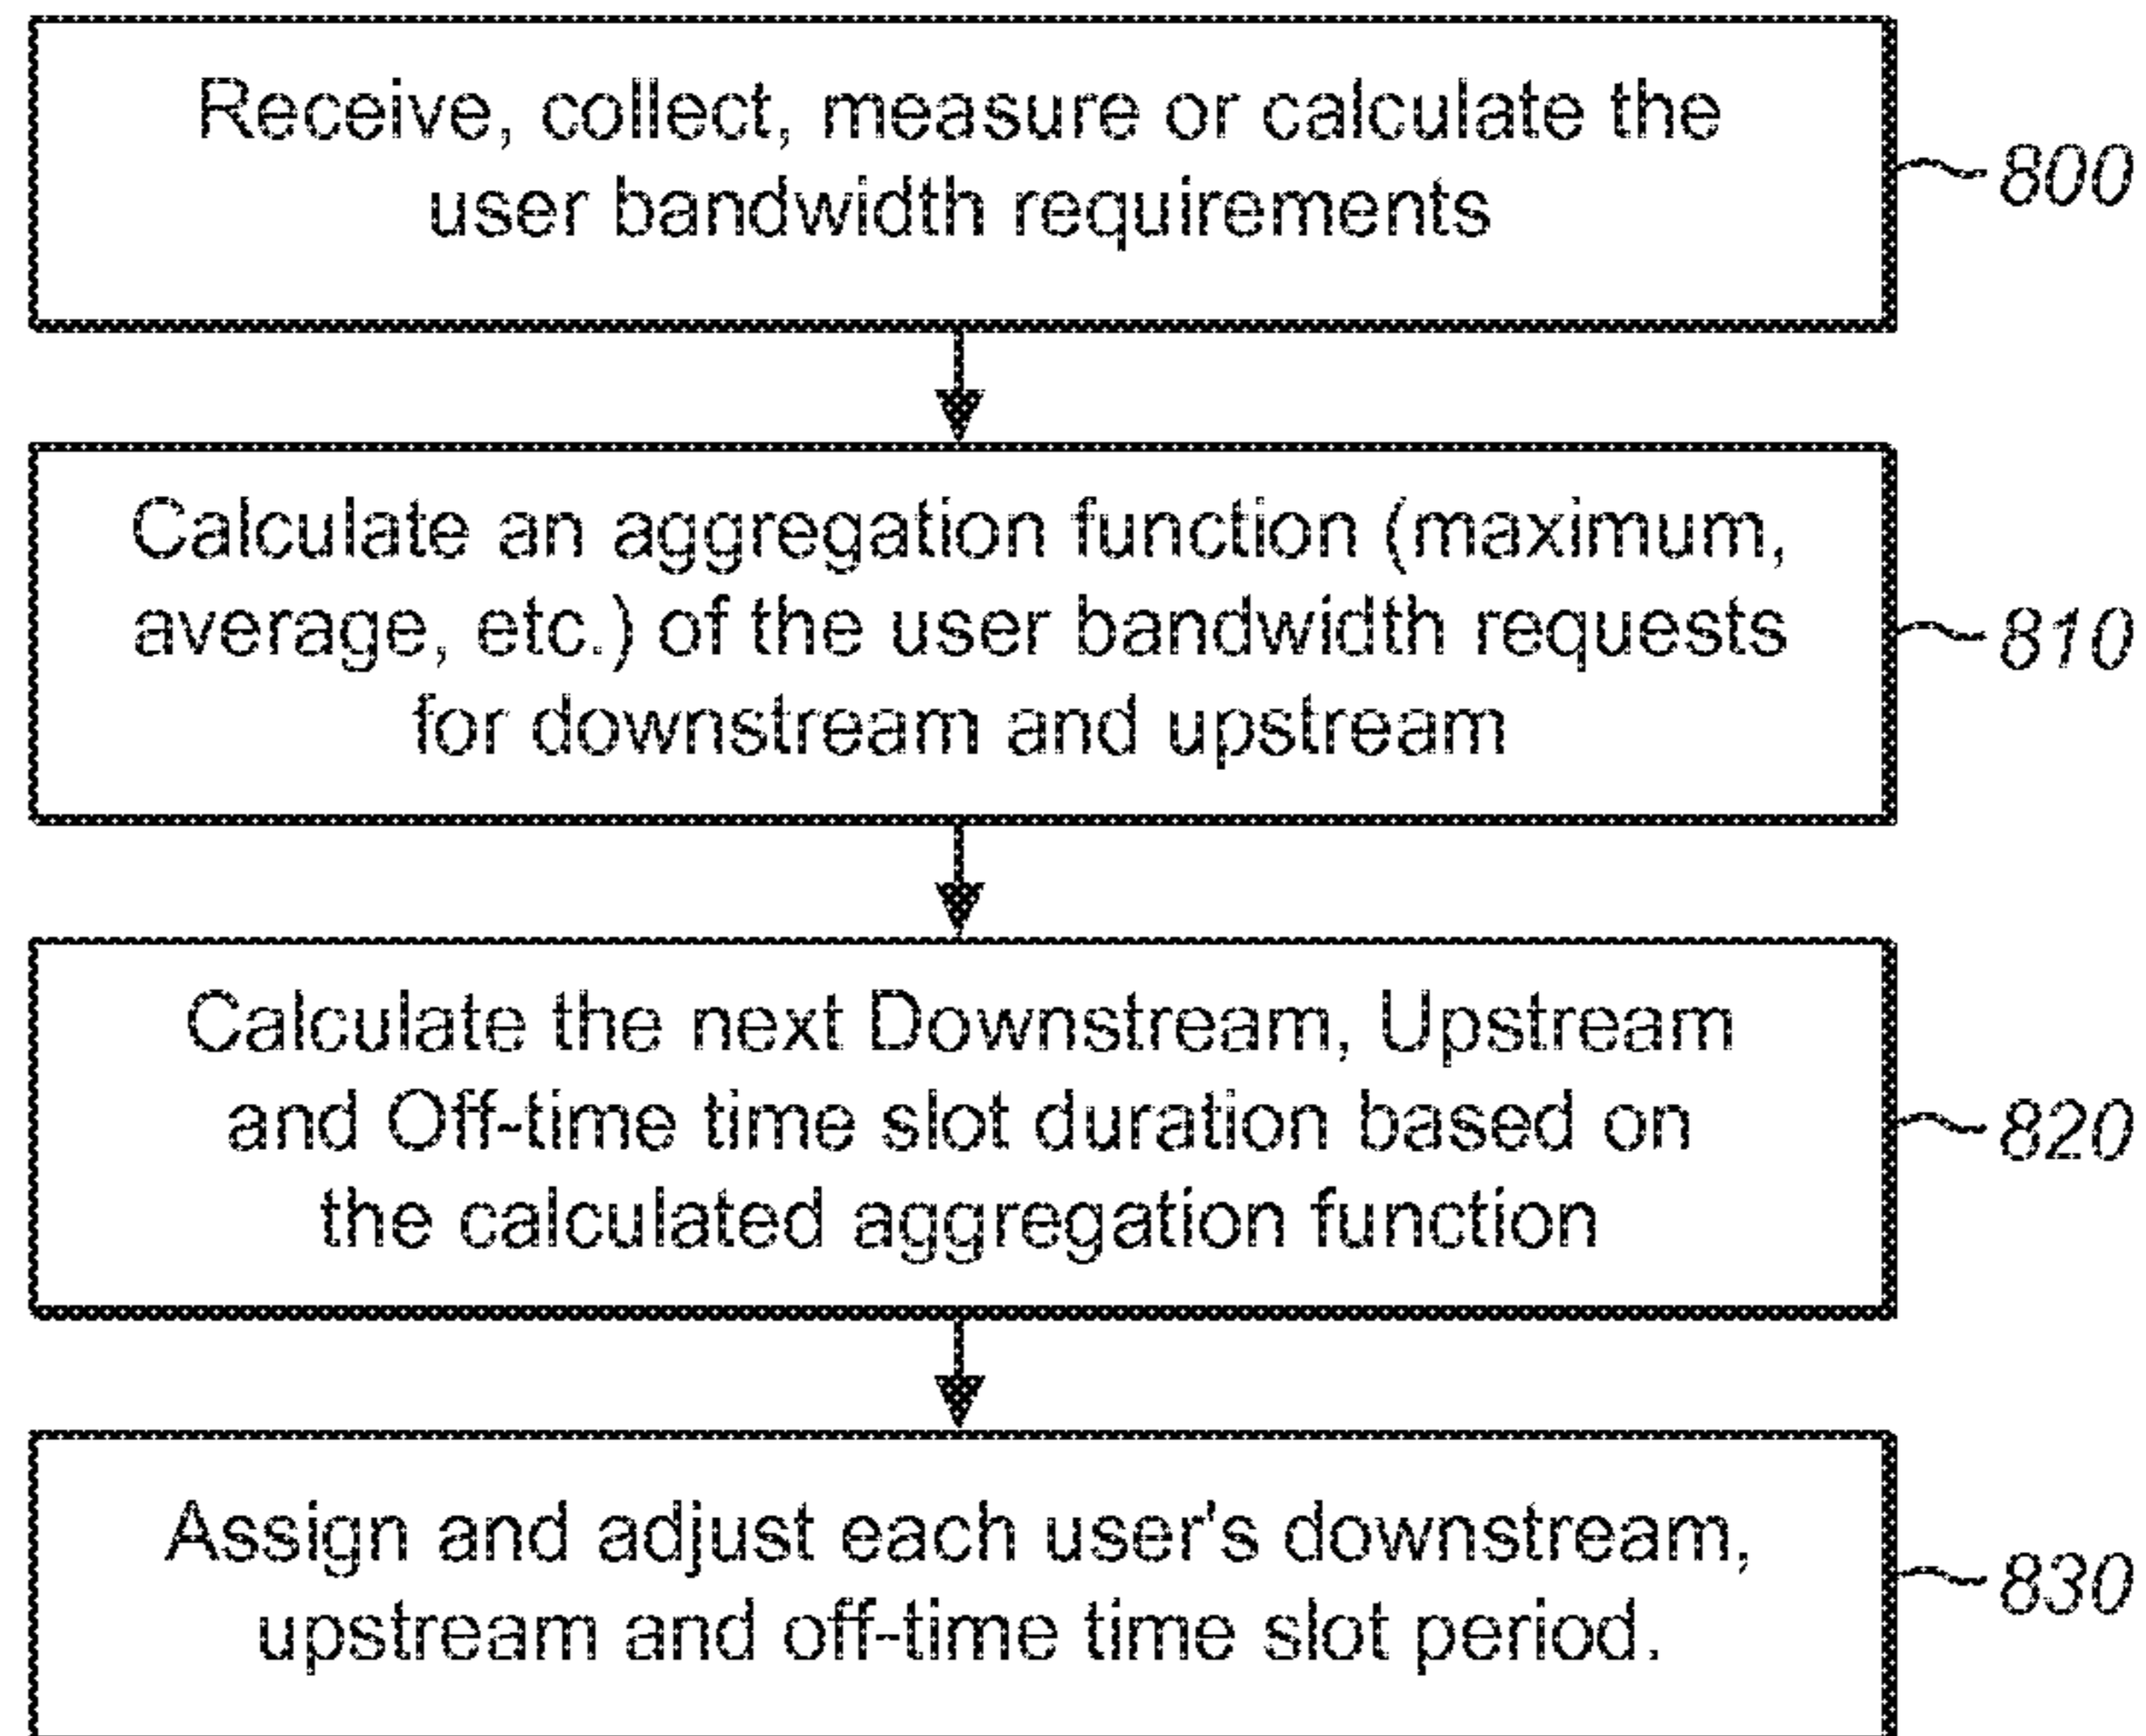 Receive, collect, measure or calculate the
user bandwidth requirements
800
Calculate an aggregation function (maximum,
average, etc.) of the user bandwidth requests
for downstream and upstream
810
Calculate the next Downstream, Upstream
and Off-time time slot duration based on
the calculated aggregation function
820
Assign and adjust each user's downstream,
upstream and off-time time slot period.
830